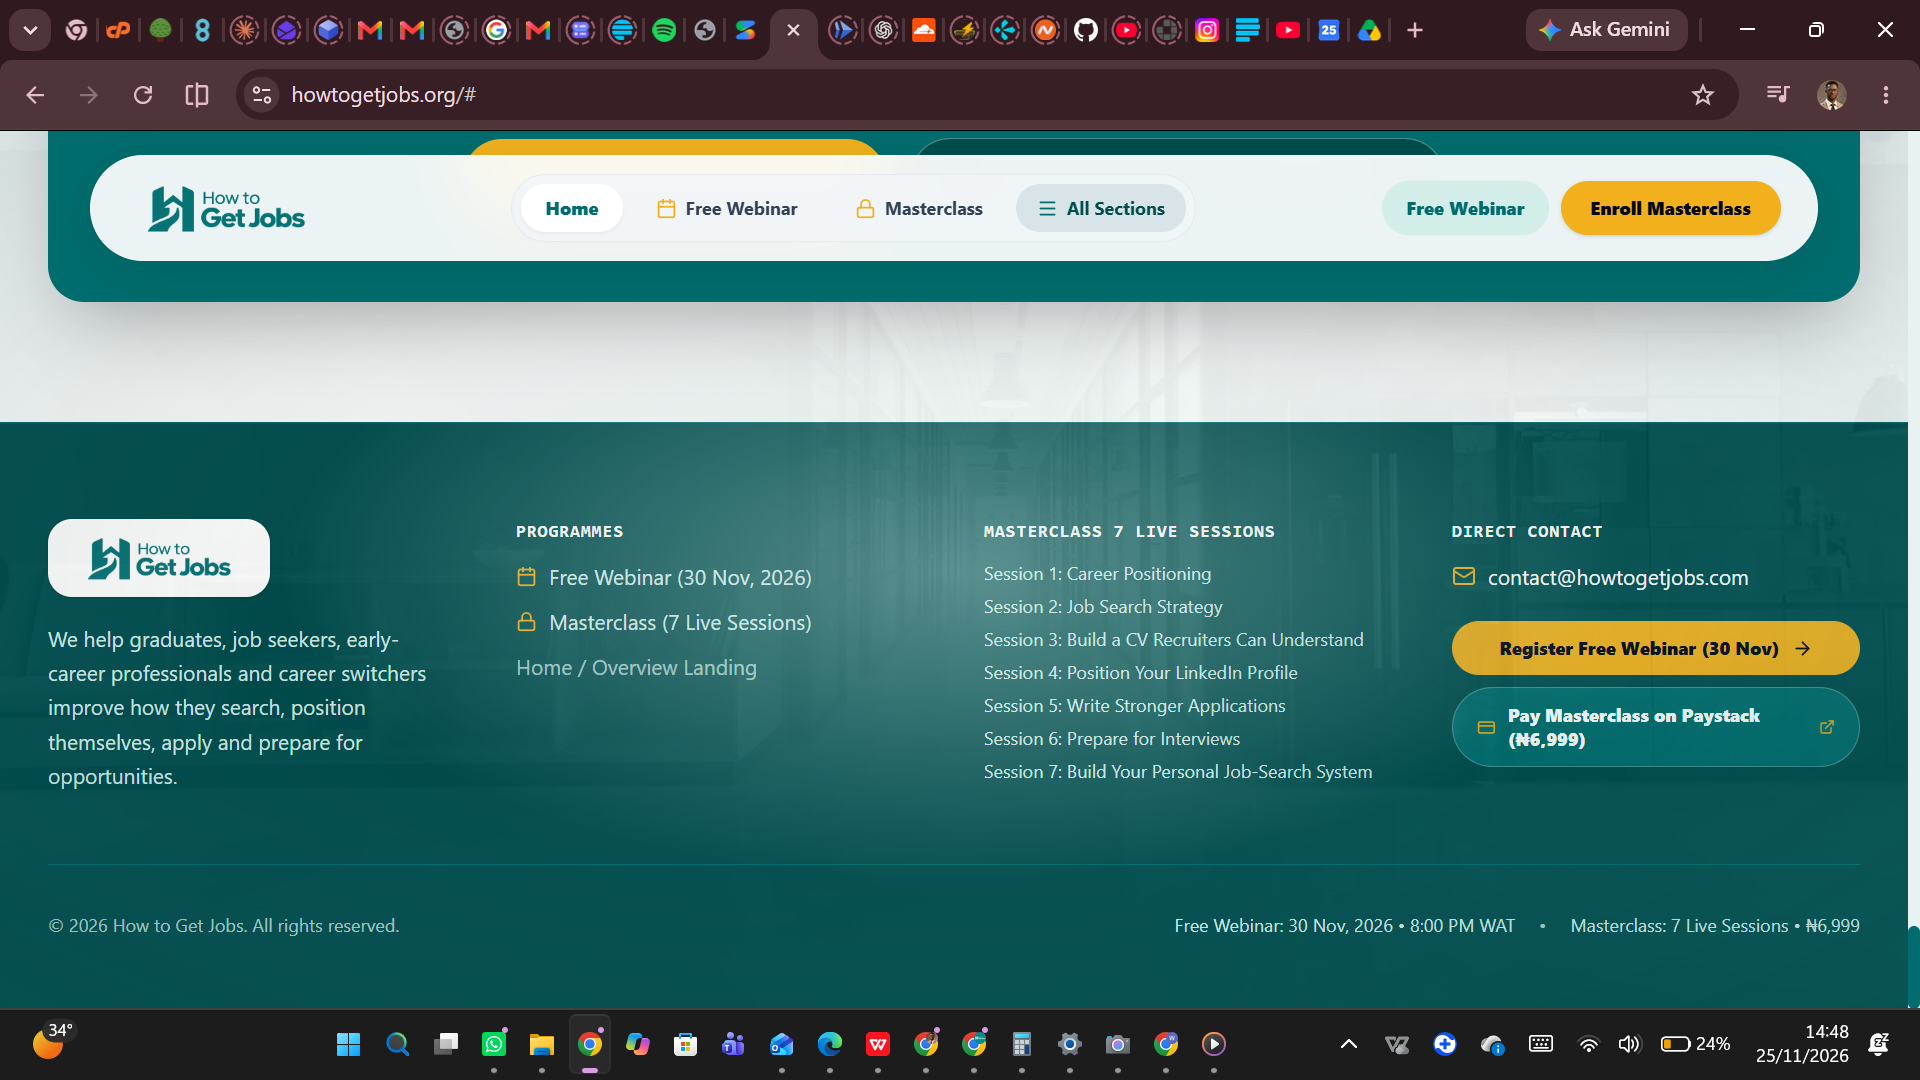 Ask Gemini
howtogetjobs.org/#
How to
Get Jobs
Home
Free Webinar
Masterclass
All Sections
Free Webinar
Enroll Masterclass
How to
Get Jobs
We help graduates, job seekers, early-
career professionals and career switchers
improve how they search, position
themselves, apply and prepare for
opportunities.
PROGRAMMES
Free Webinar (30 Nov, 2026)
Masterclass (7 Live Sessions)
Home / Overview Landing
MASTERCLASS 7 LIVE SESSIONS
Session 1: Career Positioning
Session 2: Job Search Strategy
Session 3: Build a CV Recruiters Can Understand
Session 4: Position Your LinkedIn Profile
Session 5: Write Stronger Applications
Session 6: Prepare for Interviews
Session 7: Build Your Personal Job-Search System
DIRECT CONTACT
contact@howtogetjobs.com
Register Free Webinar (30 Nov)
Pay Masterclass on Paystack
(₦6,999)
© 2026 How to Get Jobs. All rights reserved.
Free Webinar: 30 Nov, 2026 • 8:00 PM WAT • Masterclass: 7 Live Sessions • ₦6,999
34°
24%
14:48
25/11/2026